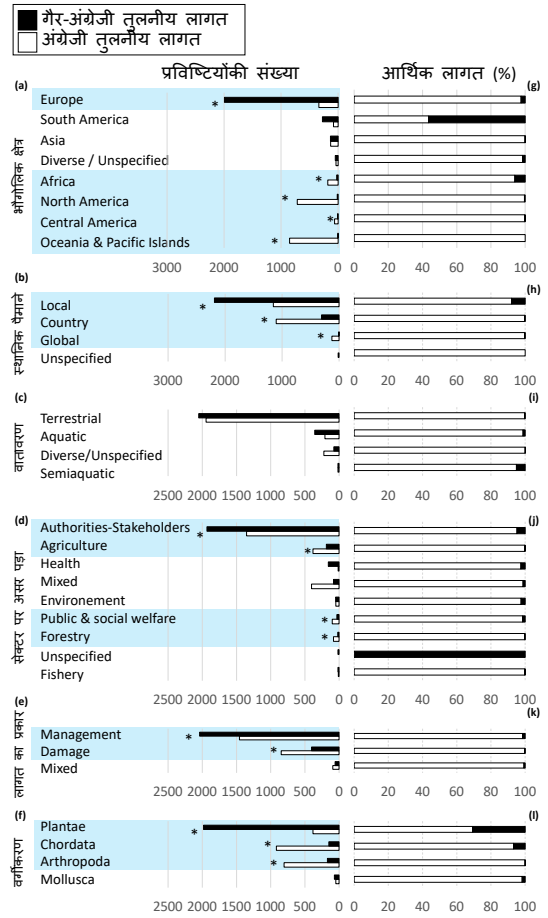 गैर-अंग्रेजी तुलनीय लागत
अंग्रेजी तुलनीय लागत
प्रविष्टियोंकी संख्या
आर्थिक लागत (%)
(a)
(g)
भौगोलिक क्षेत्र
Europe
*
South America
Asia
Diverse / Unspecified
Africa
*
North America
*
Central America
*
Oceania & Pacific Islands
*
3000 2000 1000 0
0 20 40 60 80 100
(b)
(h)
स्थानिक पैमाने
Local
*
Country
*
Global
*
Unspecified
3000 2000 1000 0
0 20 40 60 80 100
(c)
(i)
वातावरण
Terrestrial
Aquatic
Diverse/Unspecified
Semiaquatic
2500 2000 1500 1000 500 0
0 20 40 60 80 100
(d)
(j)
सेक्टर पर असर पड़ा
Authorities-Stakeholders
*
Agriculture
*
Health
Mixed
Environement
Public & social welfare
*
Forestry
*
Unspecified
Fishery
2500 2000 1500 1000 500 0
0 20 40 60 80 100
(e)
(k)
लागत का प्रकार
Management
*
Damage
*
Mixed
2500 2000 1500 1000 500 0
0 20 40 60 80 100
(f)
(l)
वर्गीकरण
Plantae
*
Chordata
*
Arthropoda
*
Mollusca
2500 2000 1500 1000 500 0
0 20 40 60 80 100